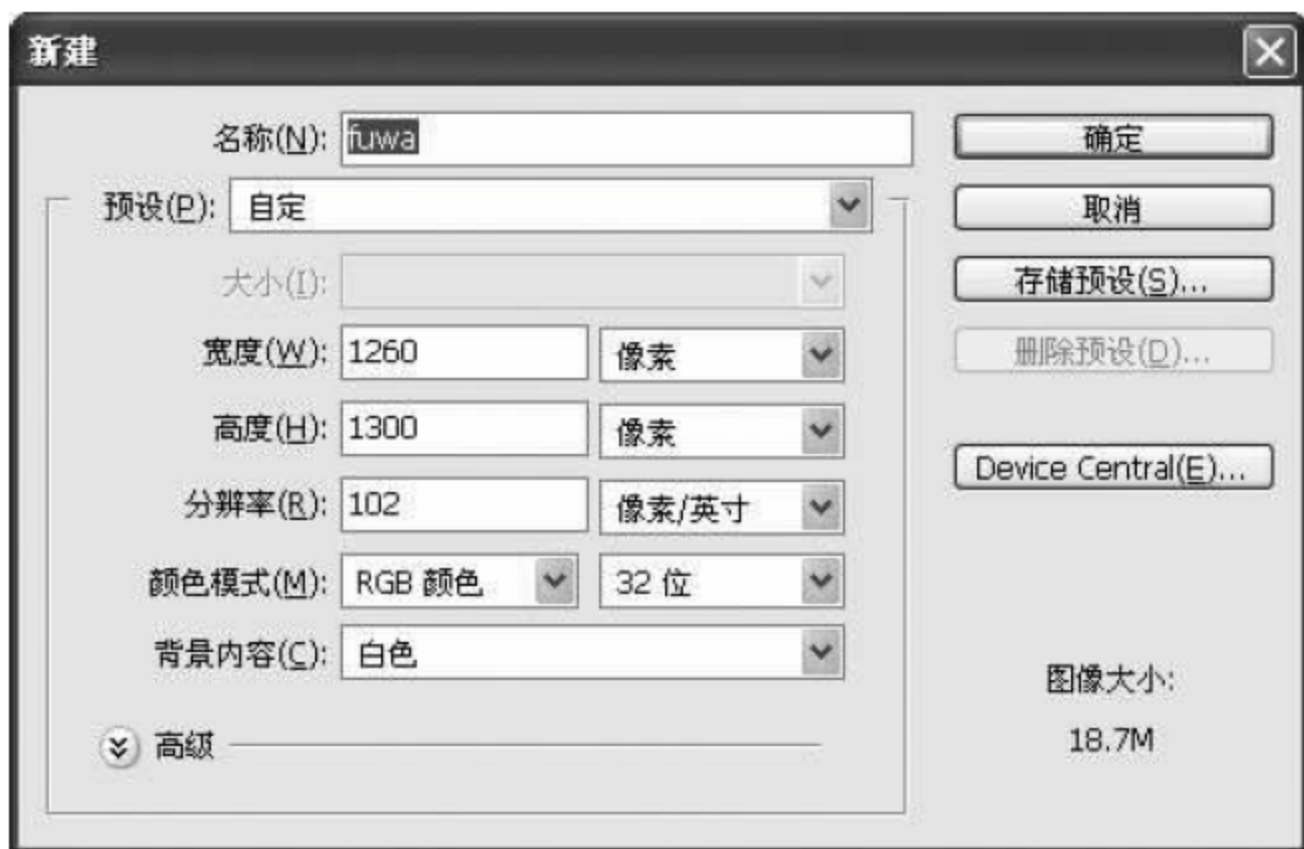 新建
名称(N): fuwa
确定
预设(P): 自定
取消
大小(I):
存储预设(S)...
宽度(W): 1260 像素
删除预设(D)...
高度(H): 1300 像素
Device Central(E)...
分辨率(R): 102 像素/英寸
颜色模式(M): RGB 颜色 32 位
背景内容(C): 白色
图像大小:
高级
18.7M